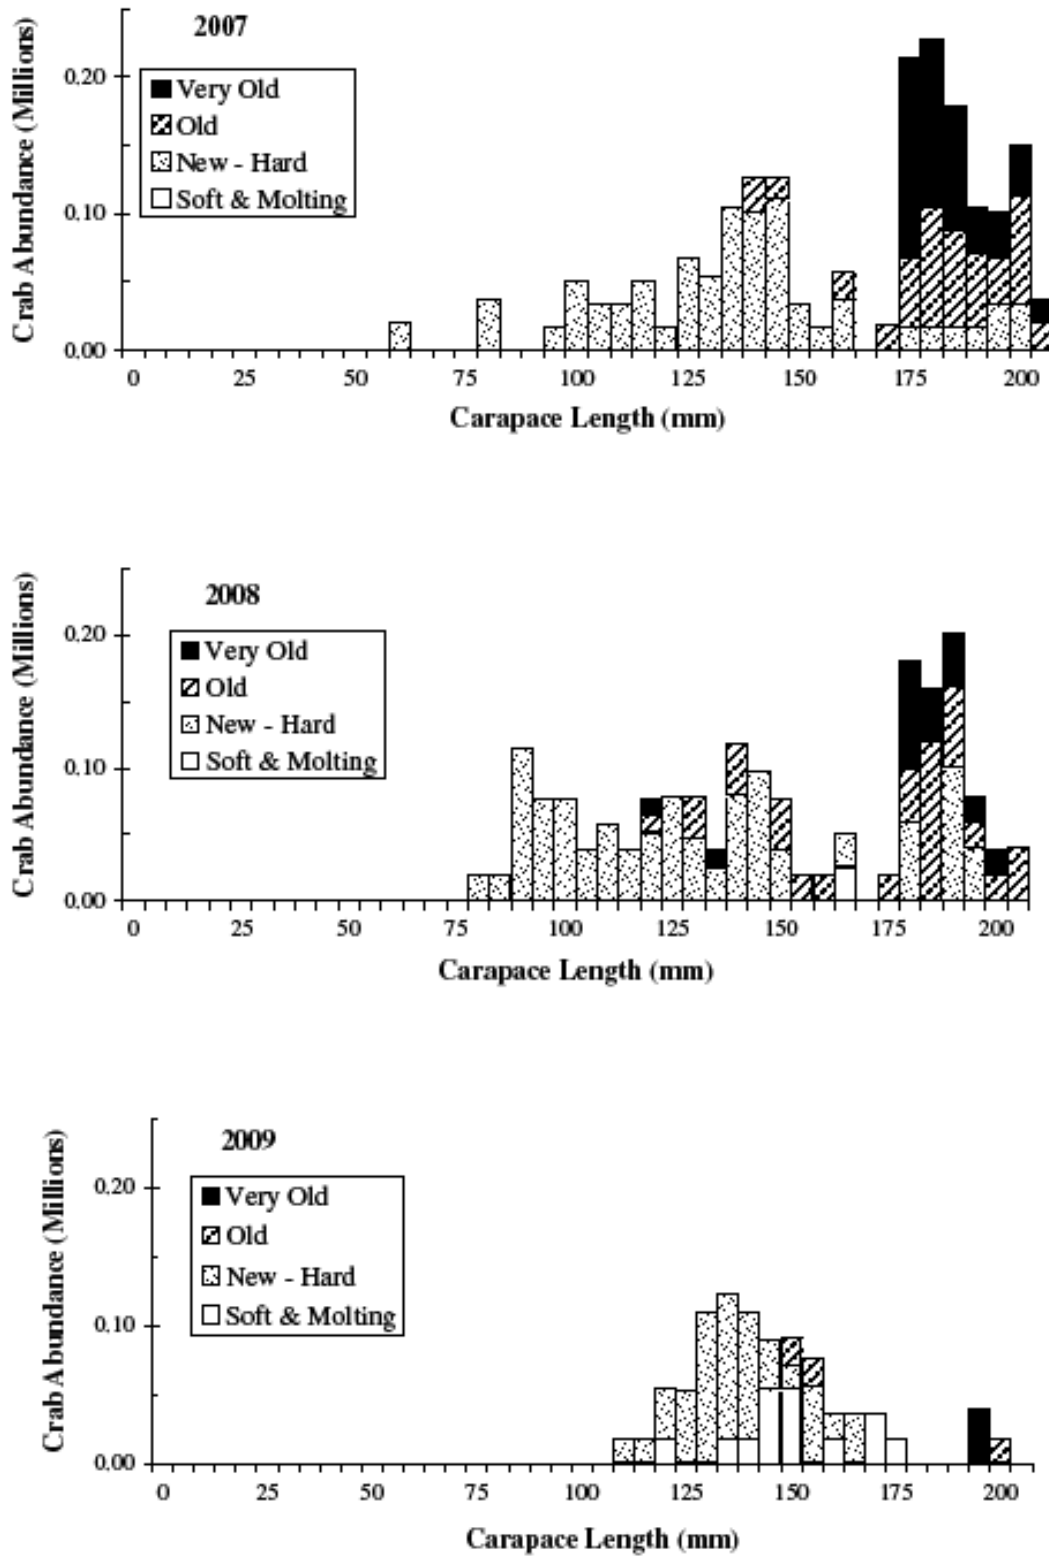 2007
Crab Abundance (Millions)
Very Old
Old
New - Hard
Soft & Molting
0.20
0.10
0.00
0 25 50 75 100 125 150 175 200
Carapace Length (mm)
2008
Crab Abundance (Millions)
Very Old
Old
New - Hard
Soft & Molting
0.20
0.10
0.00
0 25 50 75 100 125 150 175 200
Carapace Length (mm)
2009
Crab Abundance (Millions)
Very Old
Old
New - Hard
Soft & Molting
0.20
0.10
0.00
0 25 50 75 100 125 150 175 200
Carapace Length (mm)